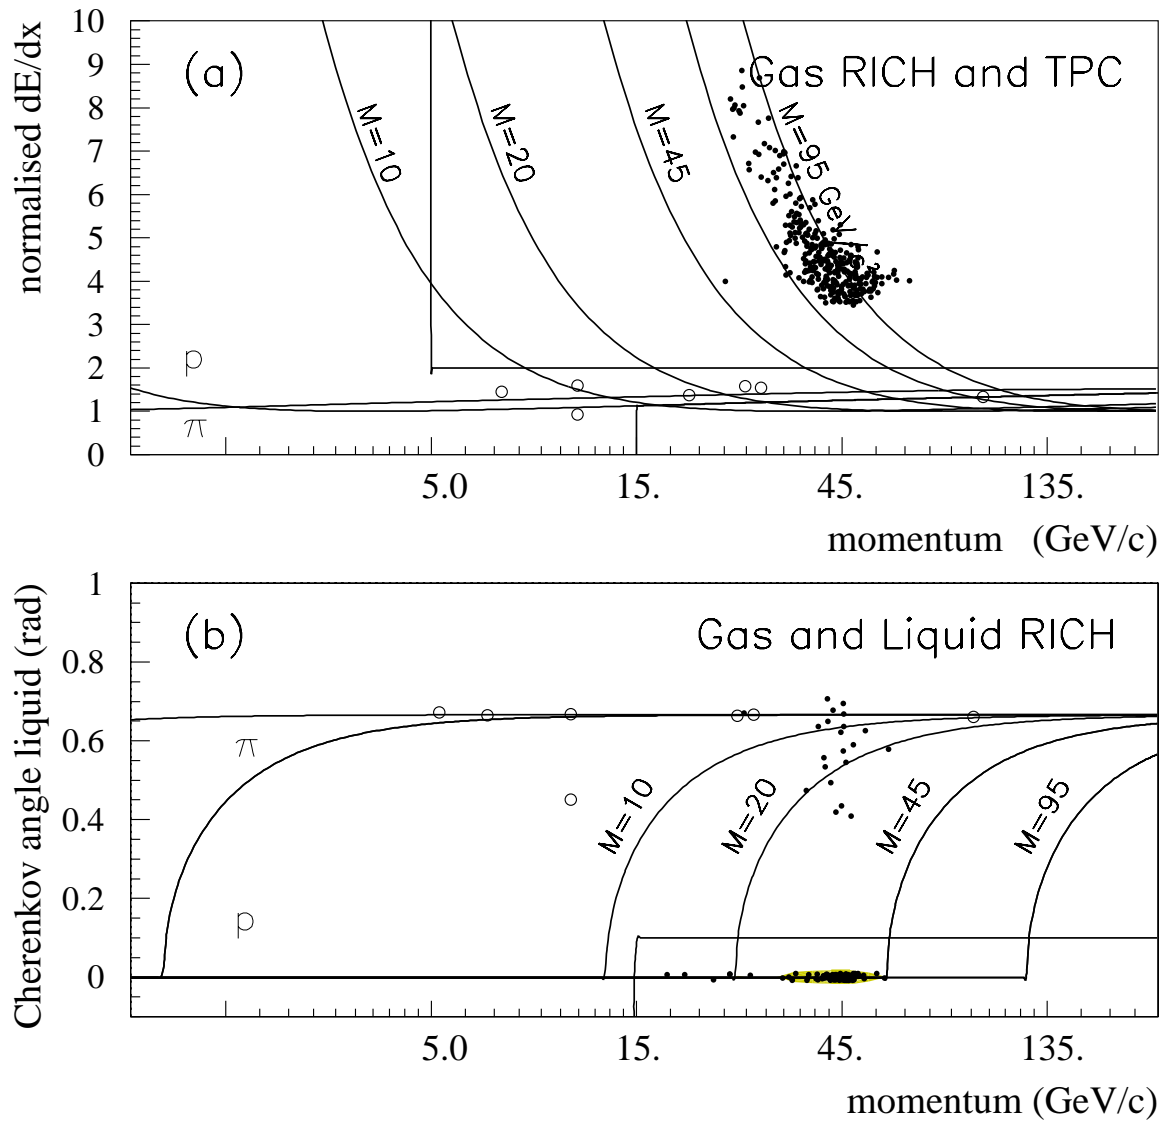 normalised dE/dx
10
9
8
7
6
5
4
3
2
1
0
(a)
Gas RICH and TPC
M=10
M=20
M=45
M=95 GeV/c²
p
π
5.0 15. 45. 135.
momentum (GeV/c)
Cherenkov angle liquid (rad)
1
0.8
0.6
0.4
0.2
0
(b)
Gas and Liquid RICH
π
M=10
M=20
M=45
M=95
p
5.0 15. 45. 135.
momentum (GeV/c)